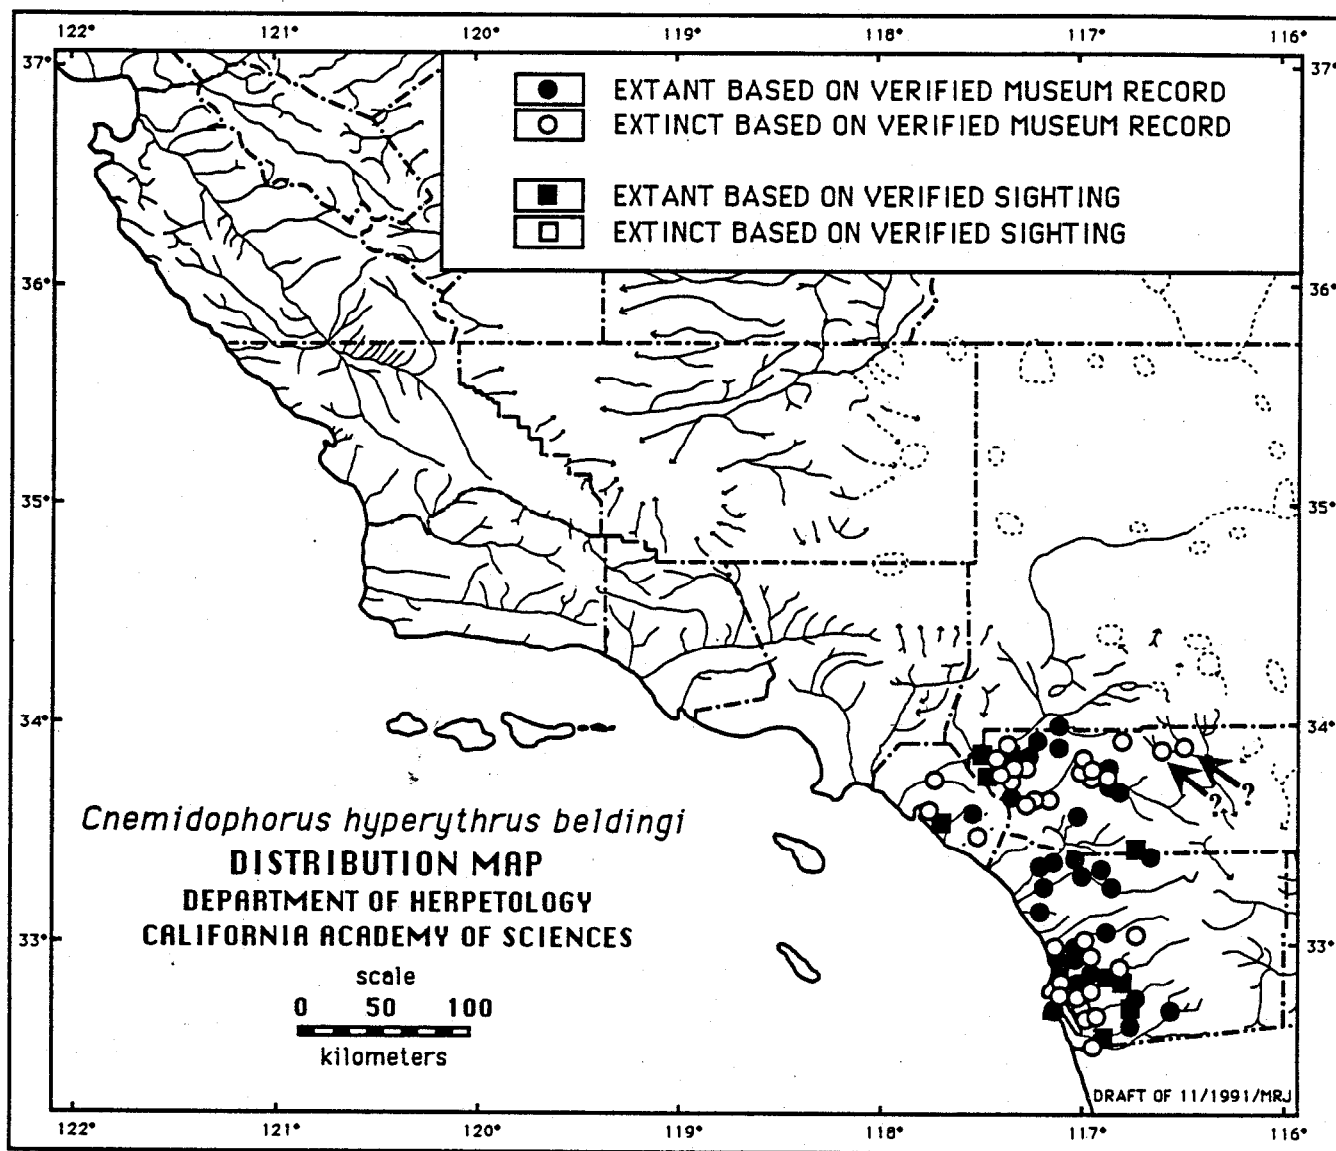 122° 121° 120° 119° 118° 117° 116°
37° 37°
EXTANT BASED ON VERIFIED MUSEUM RECORD
EXTINCT BASED ON VERIFIED MUSEUM RECORD
EXTANT BASED ON VERIFIED SIGHTING
EXTINCT BASED ON VERIFIED SIGHTING
36° 36°
35° 35°
34° 34°
? ?
Cnemidophorus hyperythrus beldingi
DISTRIBUTION MAP
DEPARTMENT OF HERPETOLOGY
CALIFORNIA ACADEMY OF SCIENCES
33° 33°
scale
0 50 100
kilometers
DRAFT OF 11/1991/MRJ
122° 121° 120° 119° 118° 117° 116°